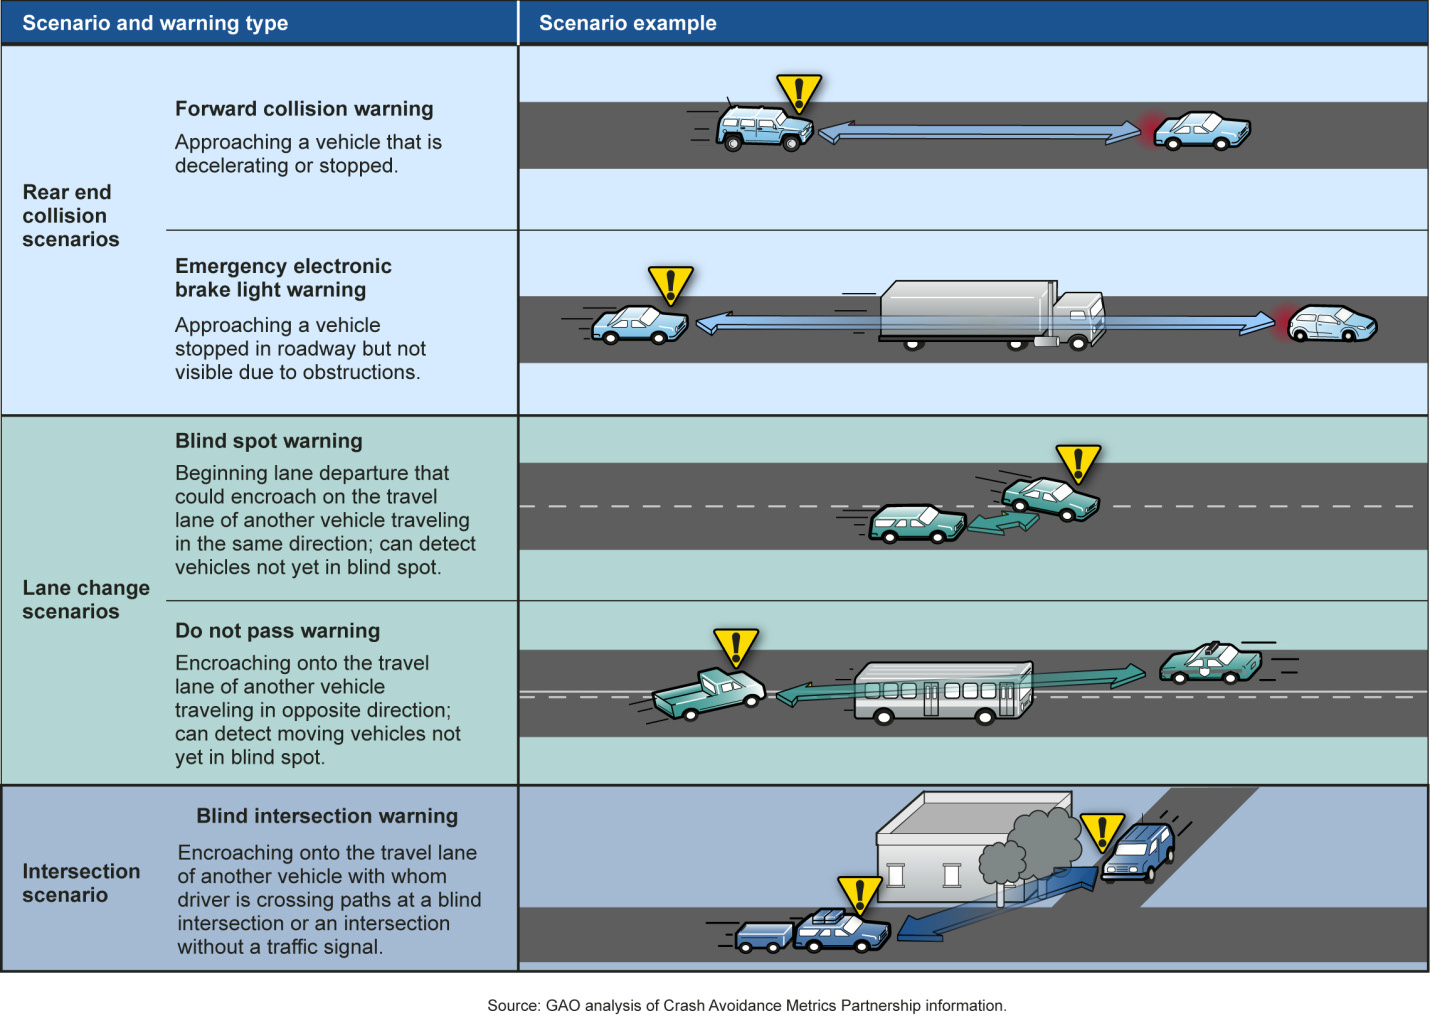 Scenario and warning type
Scenario example
Rear end
collision
scenarios
Forward collision warning
Approaching a vehicle that is
decelerating or stopped.
Emergency electronic
brake light warning
Approaching a vehicle
stopped in roadway but not
visible due to obstructions.
Lane change
scenarios
Blind spot warning
Beginning lane departure that
could encroach on the travel
lane of another vehicle traveling
in the same direction; can detect
vehicles not yet in blind spot.
Do not pass warning
Encroaching onto the travel
lane of another vehicle
traveling in opposite direction;
can detect moving vehicles not
yet in blind spot.
Intersection
scenario
Blind intersection warning
Encroaching onto the travel lane
of another vehicle with whom
driver is crossing paths at a blind
intersection or an intersection
without a traffic signal.
Source: GAO analysis of Crash Avoidance Metrics Partnership information.